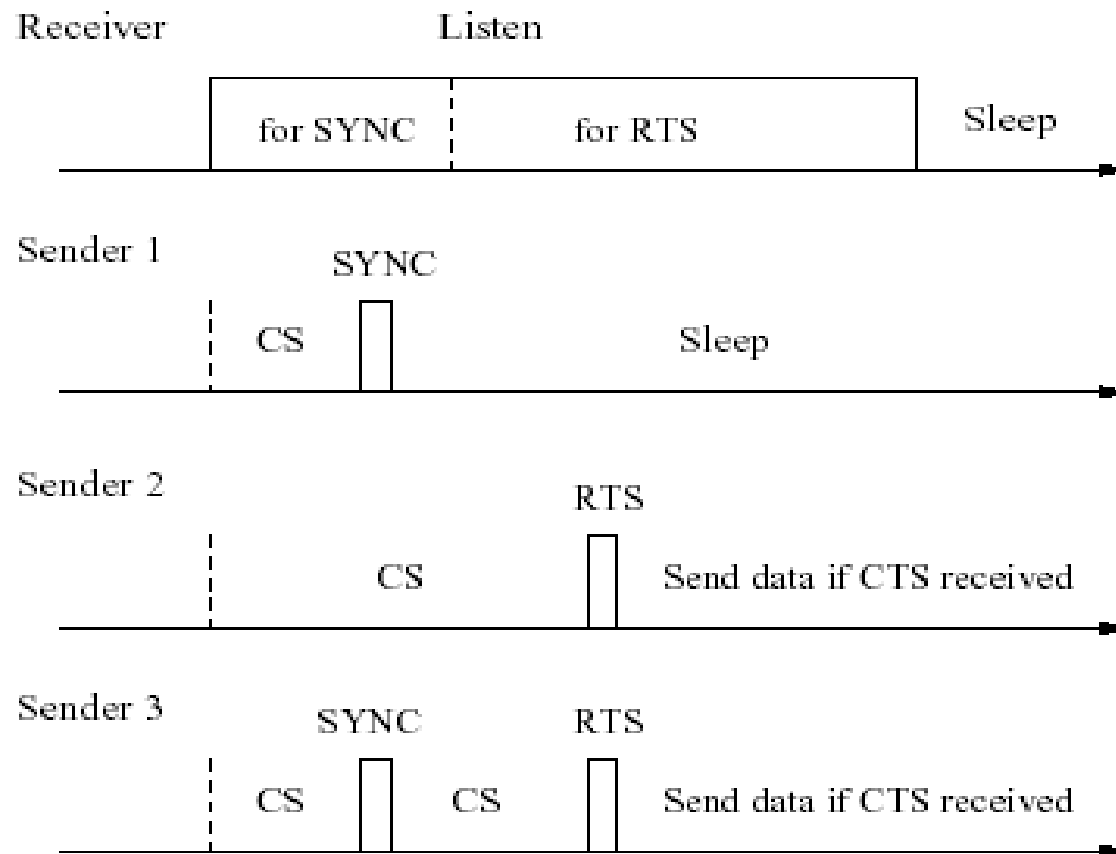 Receiver Listen
for SYNC for RTS Sleep
Sender 1
SYNC
CS Sleep
Sender 2
RTS
CS Send data if CTS received
Sender 3
SYNC RTS
CS CS Send data if CTS received